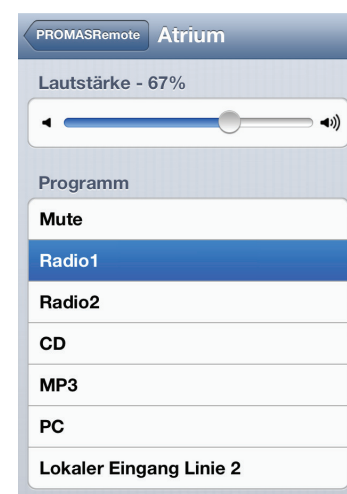 PROMASRemote Atrium
Lautstärke - 67%
Programm
Mute
Radio1
Radio2
CD
MP3
PC
Lokaler Eingang Linie 2